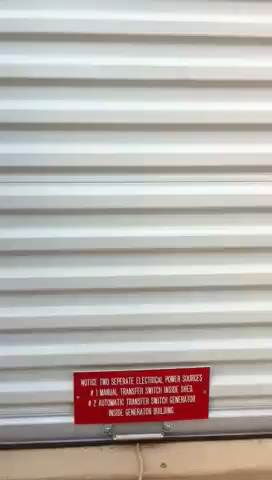 NOTICE TWO SEPERATE ELECTRICAL POWER SOURCES
# 1 MANUAL TRANSFER SWITCH INSIDE SHED.
# 2 AUTOMATIC TRANSFER SWITCH GENERATOR
INSIDE GENERATOR BUILDING.